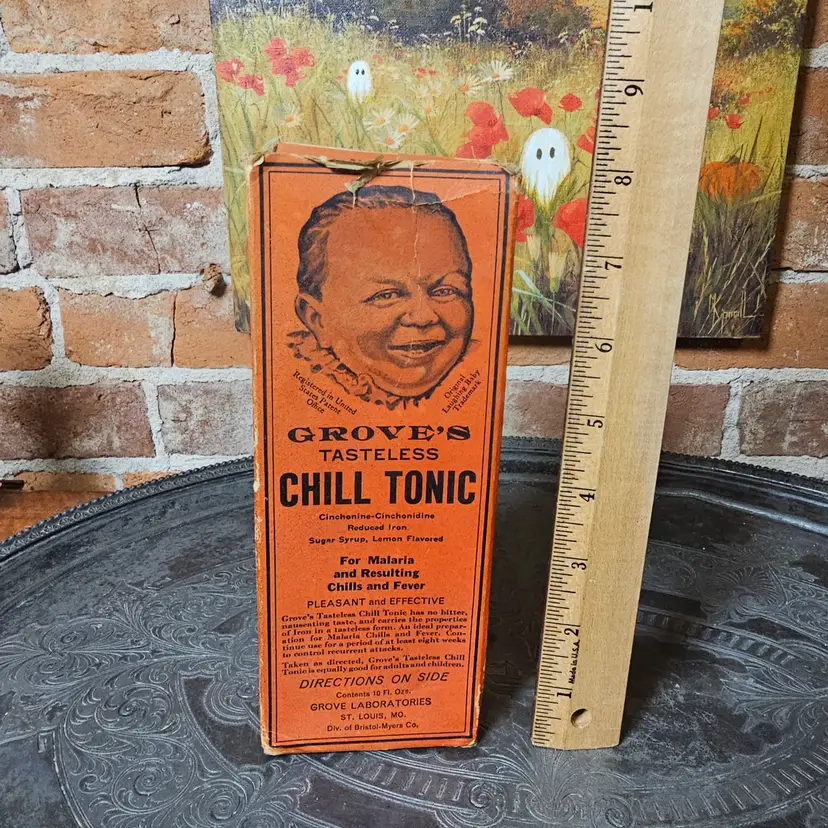 Registered in United
States Patent
Office
Original
Laughing Baby
Trademark
GROVE'S
TASTELESS
CHILL TONIC
Cinchonine-Cinchonidine
Reduced Iron
Sugar Syrup, Lemon Flavored
For Malaria
and Resulting
Chills and Fever
PLEASANT and EFFECTIVE
Grove's Tasteless Chill Tonic has no bitter,
nauseating taste, and carries the properties
of Iron in a tasteless form. An ideal prepar-
ation for Malaria Chills and Fever. Con-
tinue use for a period of at least eight weeks
to control recurrent attacks.
Taken as directed, Grove's Tasteless Chill
Tonic is equally good for adults and children.
DIRECTIONS ON SIDE
Contents 10 Fl. Ozs.
GROVE LABORATORIES
ST. LOUIS, MO.
Div. of Bristol-Myers Co.
1
9
8
7
6
5
4
3
2
1
Made in U.S.A.